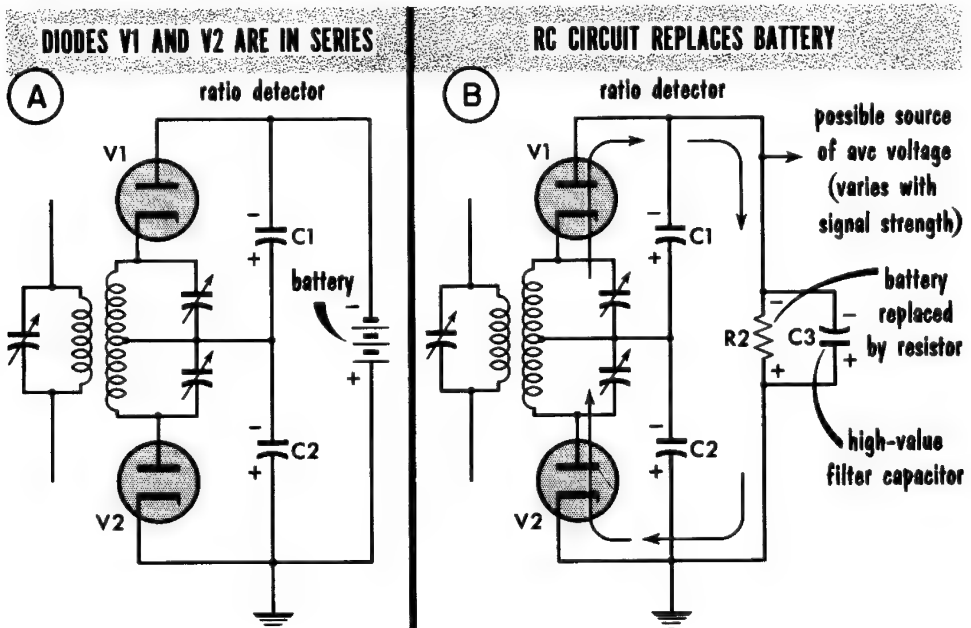 DIODES V1 AND V2 ARE IN SERIES
A
ratio detector
V1
-
C1
+
battery
-
+
-
C2
+
V2
RC CIRCUIT REPLACES BATTERY
B
ratio detector
possible source
of avc voltage
(varies with
signal strength)
V1
-
C1
+
battery
replaced
by resistor
-
R2
+
-
C3
+
-
C2
+
high-value
filter capacitor
V2